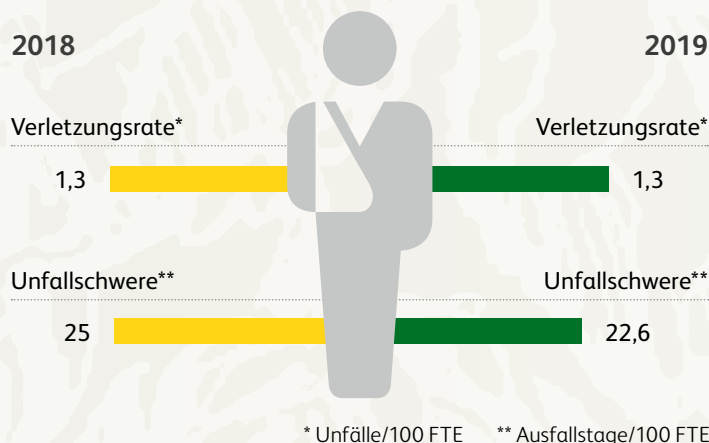 2018 2019
Verletzungsrate* Verletzungsrate*
1,3 1,3
Unfallschwere** Unfallschwere**
25 22,6
* Unfälle/100 FTE ** Ausfallstage/100 FTE